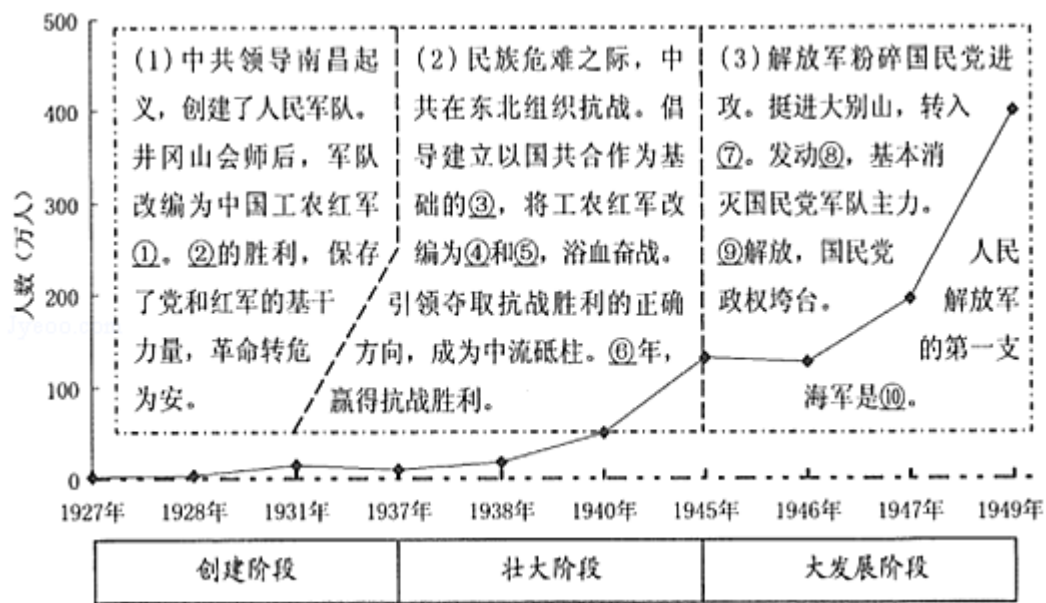 500
400
300
200
100
0
人数（万人）
(1)中共领导南昌起
义，创建了人民军队。
井冈山会师后，军队
改编为中国工农红军
①。②的胜利，保存
了党和红军的基干
力量，革命转危
为安。
(2)民族危难之际，中
共在东北组织抗战。倡
导建立以国共合作为基
础的③，将工农红军改
编为④和⑤，浴血奋战。
引领夺取抗战胜利的正确
方向，成为中流砥柱。⑥年，
赢得抗战胜利。
(3)解放军粉碎国民党进
攻。挺进大别山，转入
⑦。发动⑧，基本消
灭国民党军队主力。
⑨解放，国民党
政权垮台。
人民
解放军
的第一支
海军是⑩。
1927年 1928年 1931年 1937年 1938年 1940年 1945年 1946年 1947年 1949年
创建阶段 壮大阶段 大发展阶段